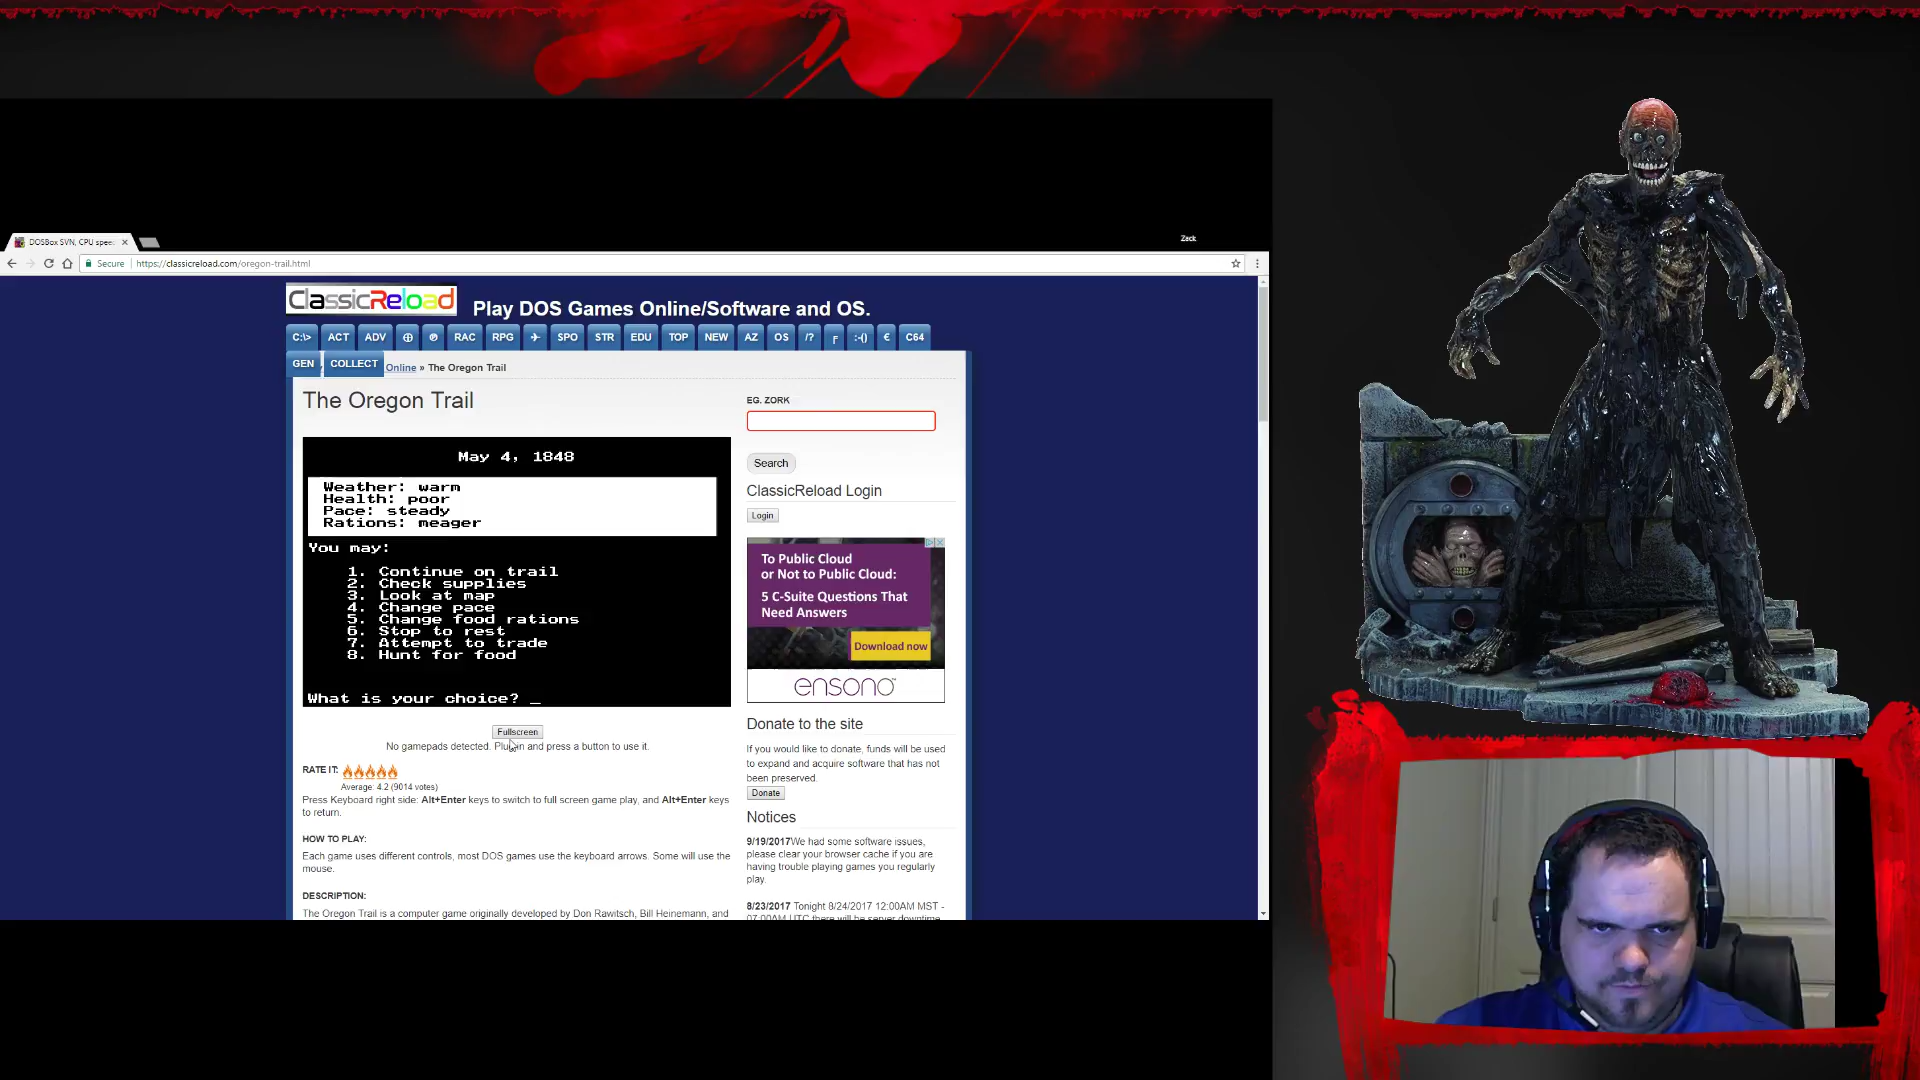 DOSBox SVN, CPU spee
Zack
Secure
https://classicreload.com/oregon-trail.html
ClassicReload
Play DOS Games Online/Software and OS.
C:\> ACT ADV RAC RPG SPO STR EDU TOP NEW AZ OS /? :-() € C64
GEN COLLECT Online » The Oregon Trail
The Oregon Trail
May 4, 1848
Weather: warm
Health: poor
Pace: steady
Rations: meager
You may:
1. Continue on trail
2. Check supplies
3. Look at map
4. Change pace
5. Change food rations
6. Stop to rest
7. Attempt to trade
8. Hunt for food
What is your choice? _
Fullscreen
No gamepads detected. Plug in and press a button to use it.
RATE IT:
Average: 4.2 (9014 votes)
Press Keyboard right side: Alt+Enter keys to switch to full screen game play, and Alt+Enter keys
to return.
HOW TO PLAY:
Each game uses different controls, most DOS games use the keyboard arrows. Some will use the
mouse.
DESCRIPTION:
The Oregon Trail is a computer game originally developed by Don Rawitsch, Bill Heinemann, and
EG. ZORK
Search
ClassicReload Login
Login
To Public Cloud
or Not to Public Cloud:
5 C-Suite Questions That
Need Answers
Download now
ensono
Donate to the site
If you would like to donate, funds will be used
to expand and acquire software that has not
been preserved.
Donate
Notices
9/19/2017We had some software issues,
please clear your browser cache if you are
having trouble playing games you regularly
play.
8/23/2017 Tonight 8/24/2017 12:00AM MST -
07:00AM UTC there will be server downtime